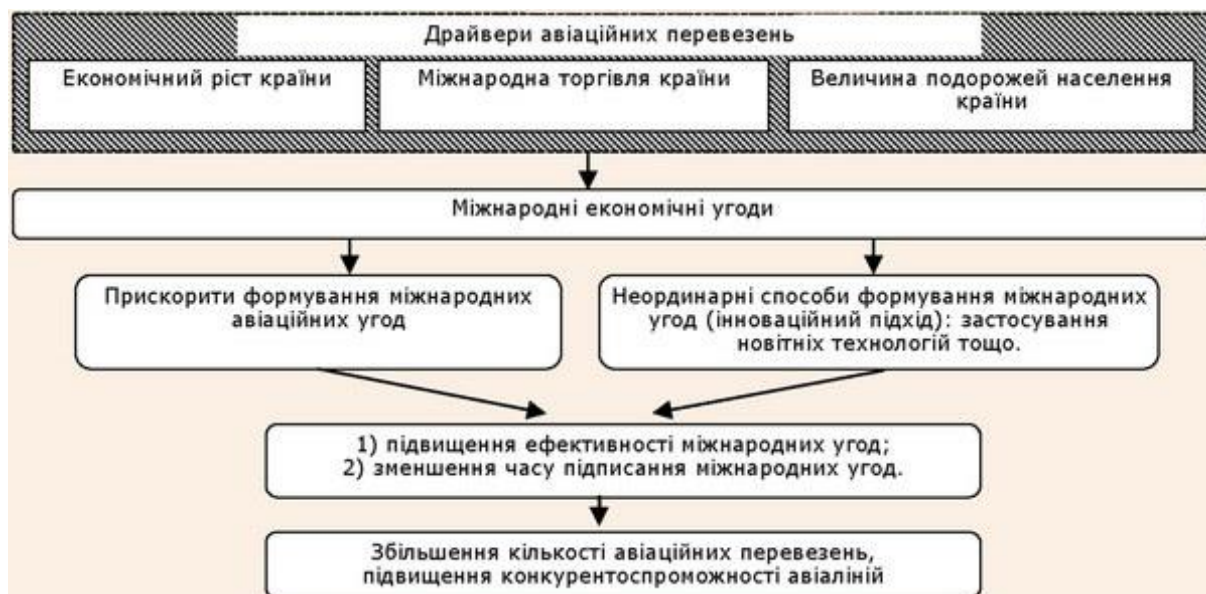 Драйвери авіаційних перевезень
Економічний ріст країни
Міжнародна торгівля країни
Величина подорожей населення
країни
Міжнародні економічні угоди
Прискорити формування міжнародних
авіаційних угод
Неординарні способи формування міжнародних
угод (інноваційний підхід): застосування
новітніх технологій тощо.
1) підвищення ефективності міжнародних угод;
2) зменшення часу підписання міжнародних угод.
Збільшення кількості авіаційних перевезень,
підвищення конкурентоспроможності авіаліній